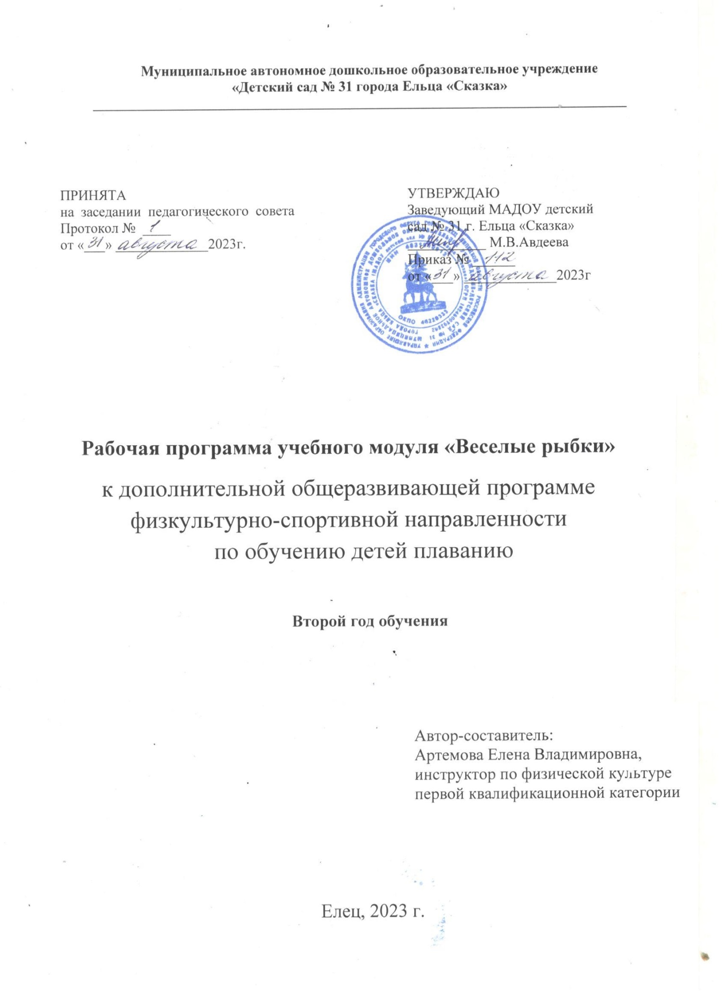 Муниципальное автономное дошкольное образовательное учреждение
«Детский сад № 31 города Ельца «Сказка»
ПРИНЯТА
на заседании педагогического совета
Протокол № 1
от «31» августа 2023г.
УТВЕРЖДАЮ
Заведующий МАДОУ детский
сад № 31 г. Ельца «Сказка»
М.В.Авдеева
Приказ № 112
от «31» августа 2023г
ОКПО 46220333
Рабочая программа учебного модуля «Веселые рыбки»
к дополнительной общеразвивающей программе
физкультурно-спортивной направленности
по обучению детей плаванию
Второй год обучения
Автор-составитель:
Артемова Елена Владимировна,
инструктор по физической культуре
первой квалификационной категории
Елец, 2023 г.